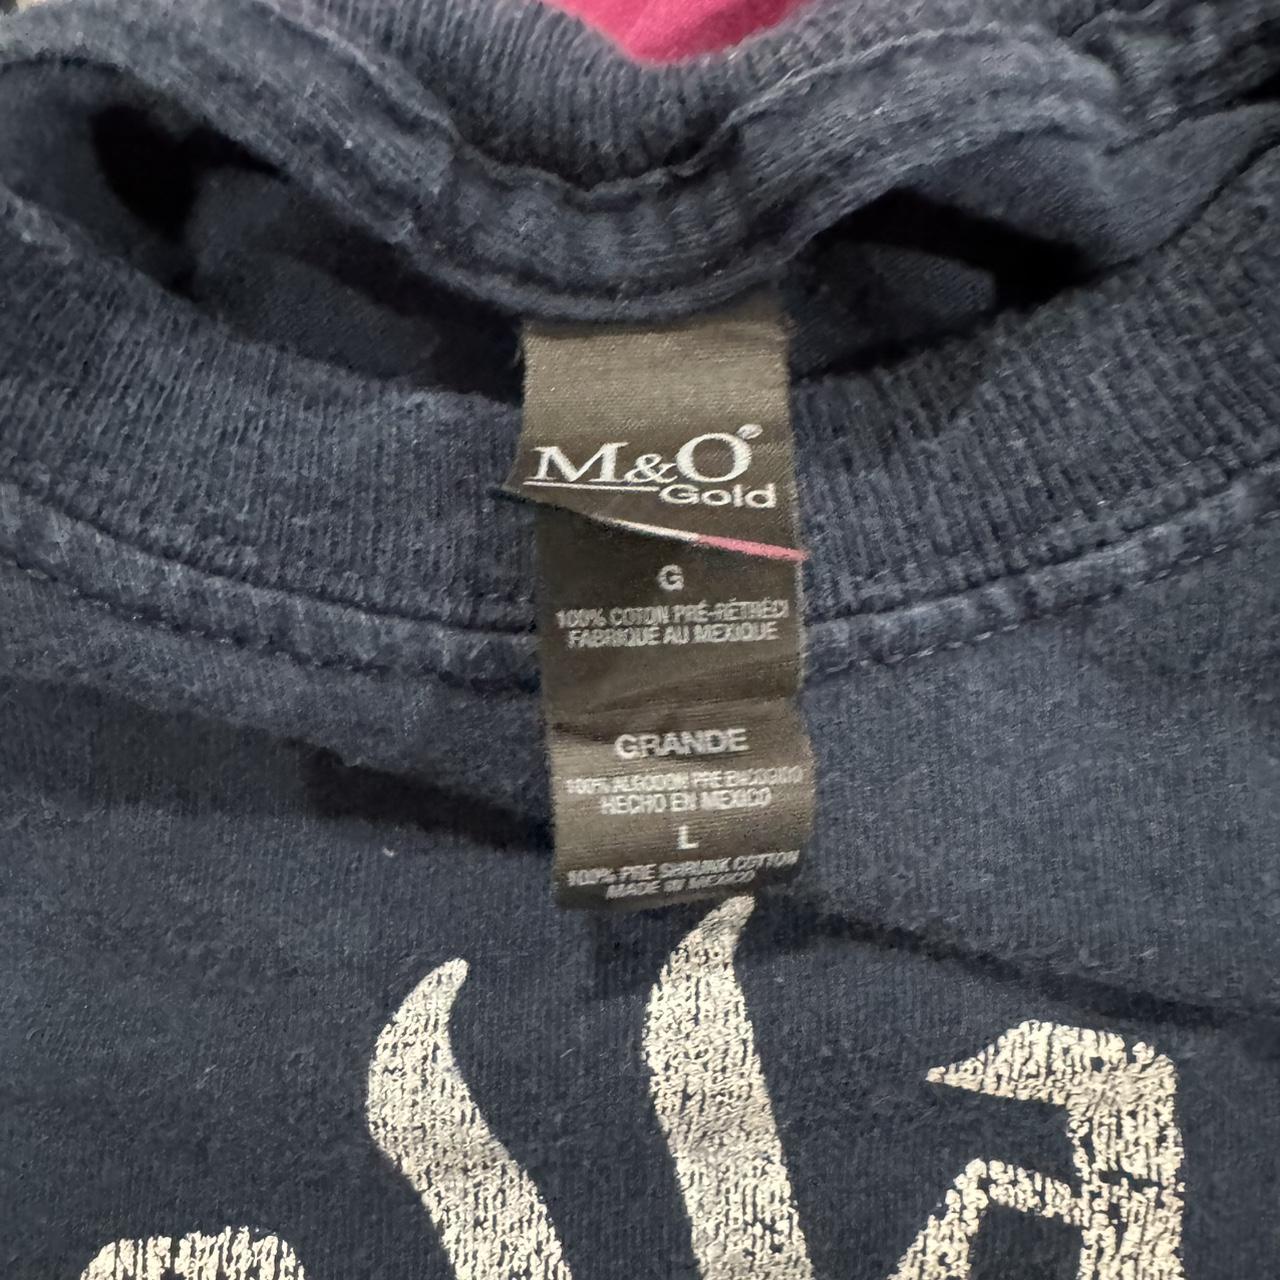 M&O
Gold
G
100% COTON PRÉ-RÉTRÉCI
FABRIQUÉ AU MEXIQUE
GRANDE
100% ALGODON PRE ENCOGIDO
HECHO EN MEXICO
L
100% PRE SHRUNK COTTON
MADE IN MEXICO